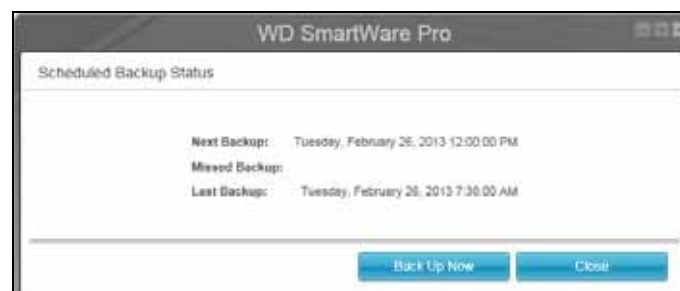 WD SmartWare Pro
Scheduled Backup Status
Next Backup: Tuesday, February 26, 2013 12:00:00 PM
Missed Backup:
Last Backup: Tuesday, February 26, 2013 7:30:00 AM
Back Up Now Close